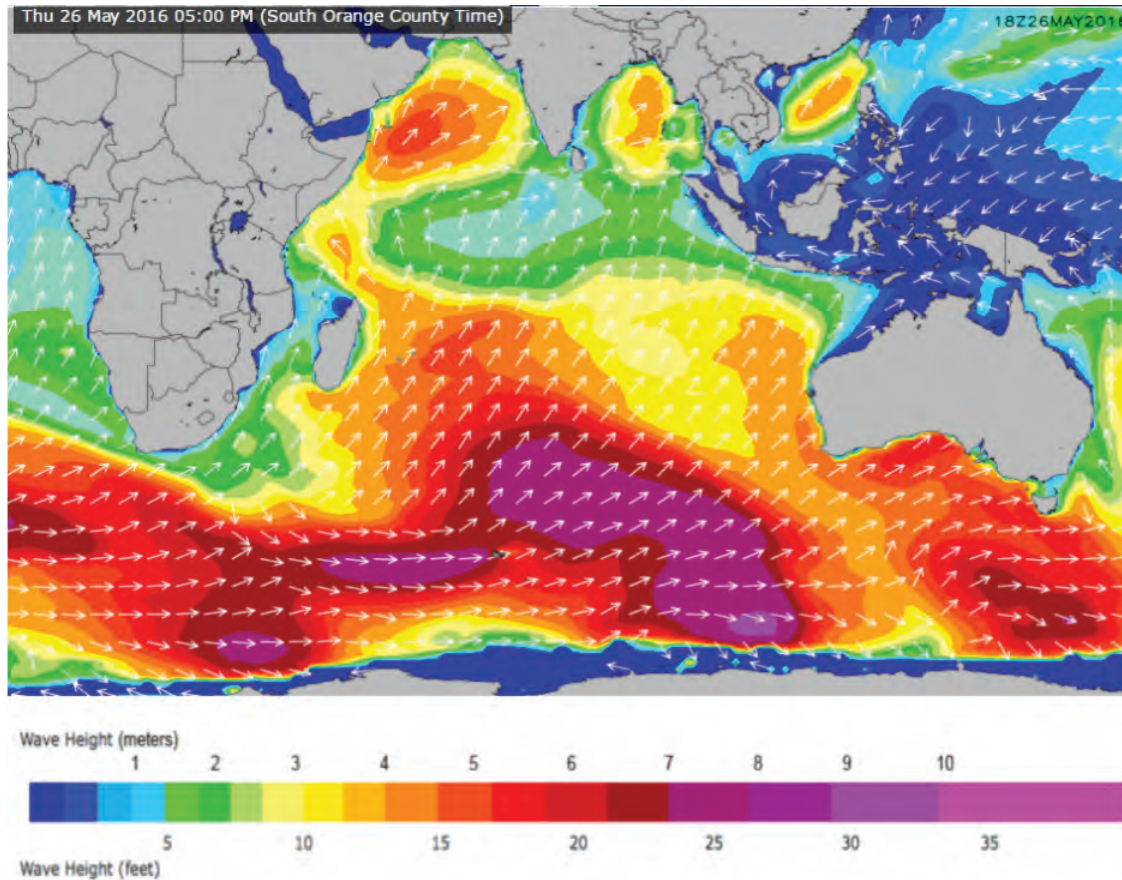 Thu 26 May 2016 05:00 PM (South Orange County Time)
18Z26MAY2016
Wave Height (meters)
1 2 3 4 5 6 7 8 9 10
5 10 15 20 25 30 35
Wave Height (feet)